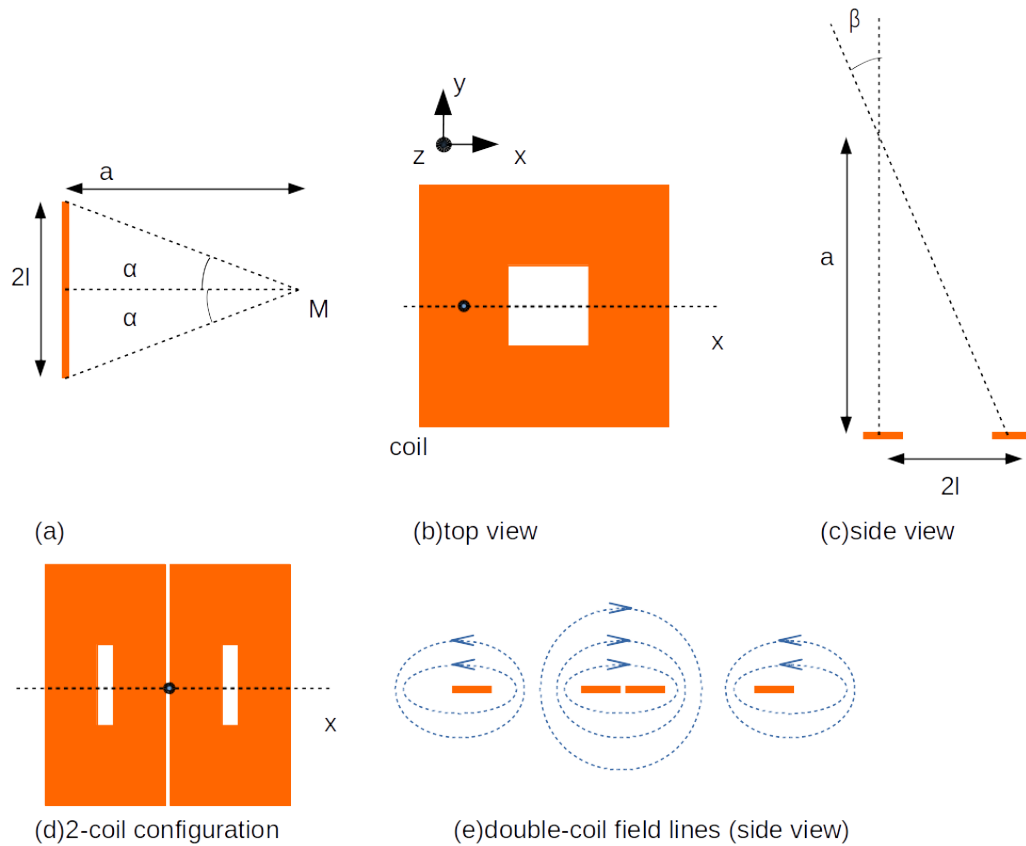 β
y
z
x
a
2l
α
α
M
x
coil
a
2l
(a)
(b)top view
(c)side view
x
(d)2-coil configuration
(e)double-coil field lines (side view)